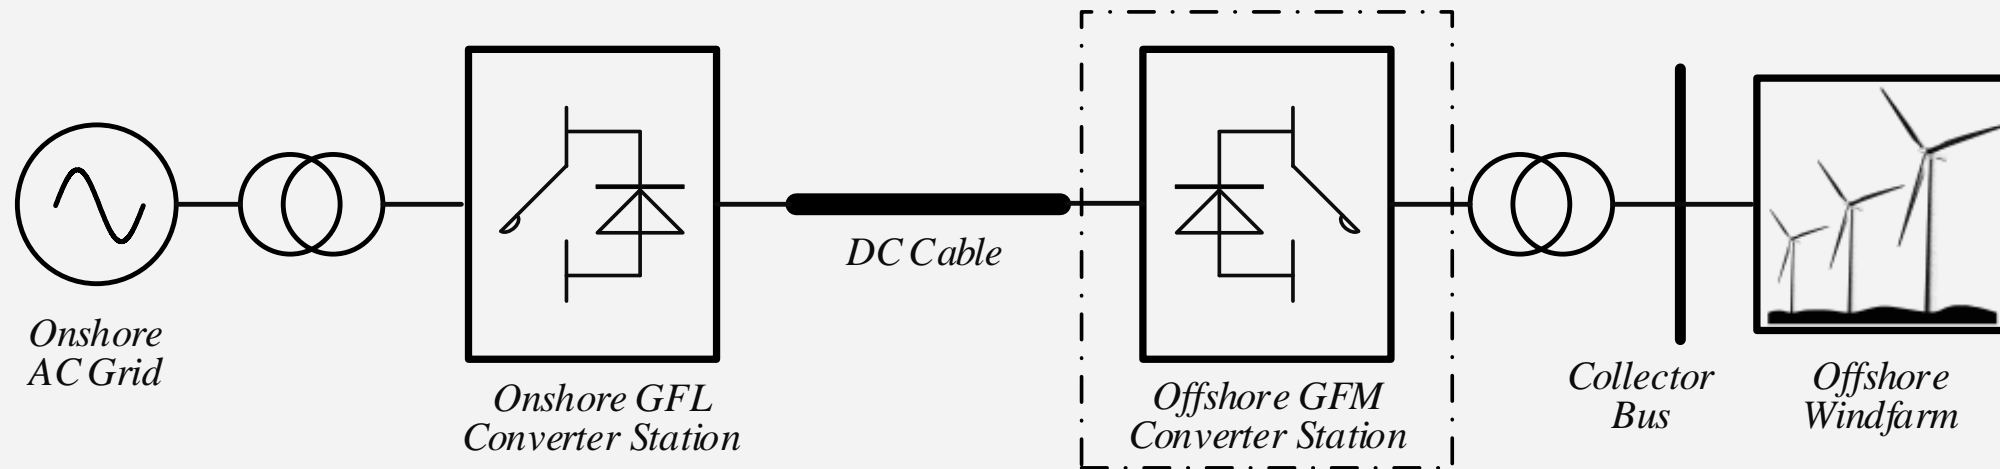 Onshore
AC Grid
Onshore GFL
Converter Station
DC Cable
Offshore GFM
Converter Station
Collector
Bus
Offshore
Windfarm